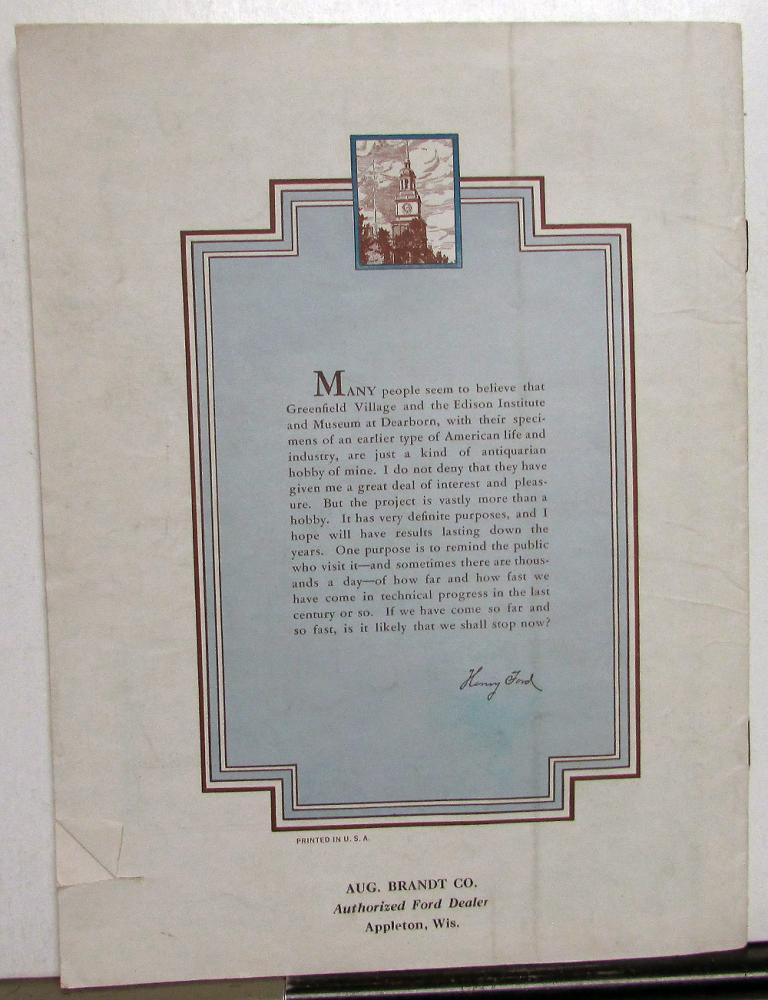 MANY people seem to believe that
Greenfield Village and the Edison Institute
and Museum at Dearborn, with their speci-
mens of an earlier type of American life and
industry, are just a kind of antiquarian
hobby of mine. I do not deny that they have
given me a great deal of interest and pleas-
ure. But the project is vastly more than a
hobby. It has very definite purposes, and I
hope will have results lasting down the
years. One purpose is to remind the public
who visit it—and sometimes there are thous-
ands a day—of how far and how fast we
have come in technical progress in the last
century or so. If we have come so far and
so fast, is it likely that we shall stop now?
Henry Ford
PRINTED IN U. S. A.
AUG. BRANDT CO.
Authorized Ford Dealer
Appleton, Wis.